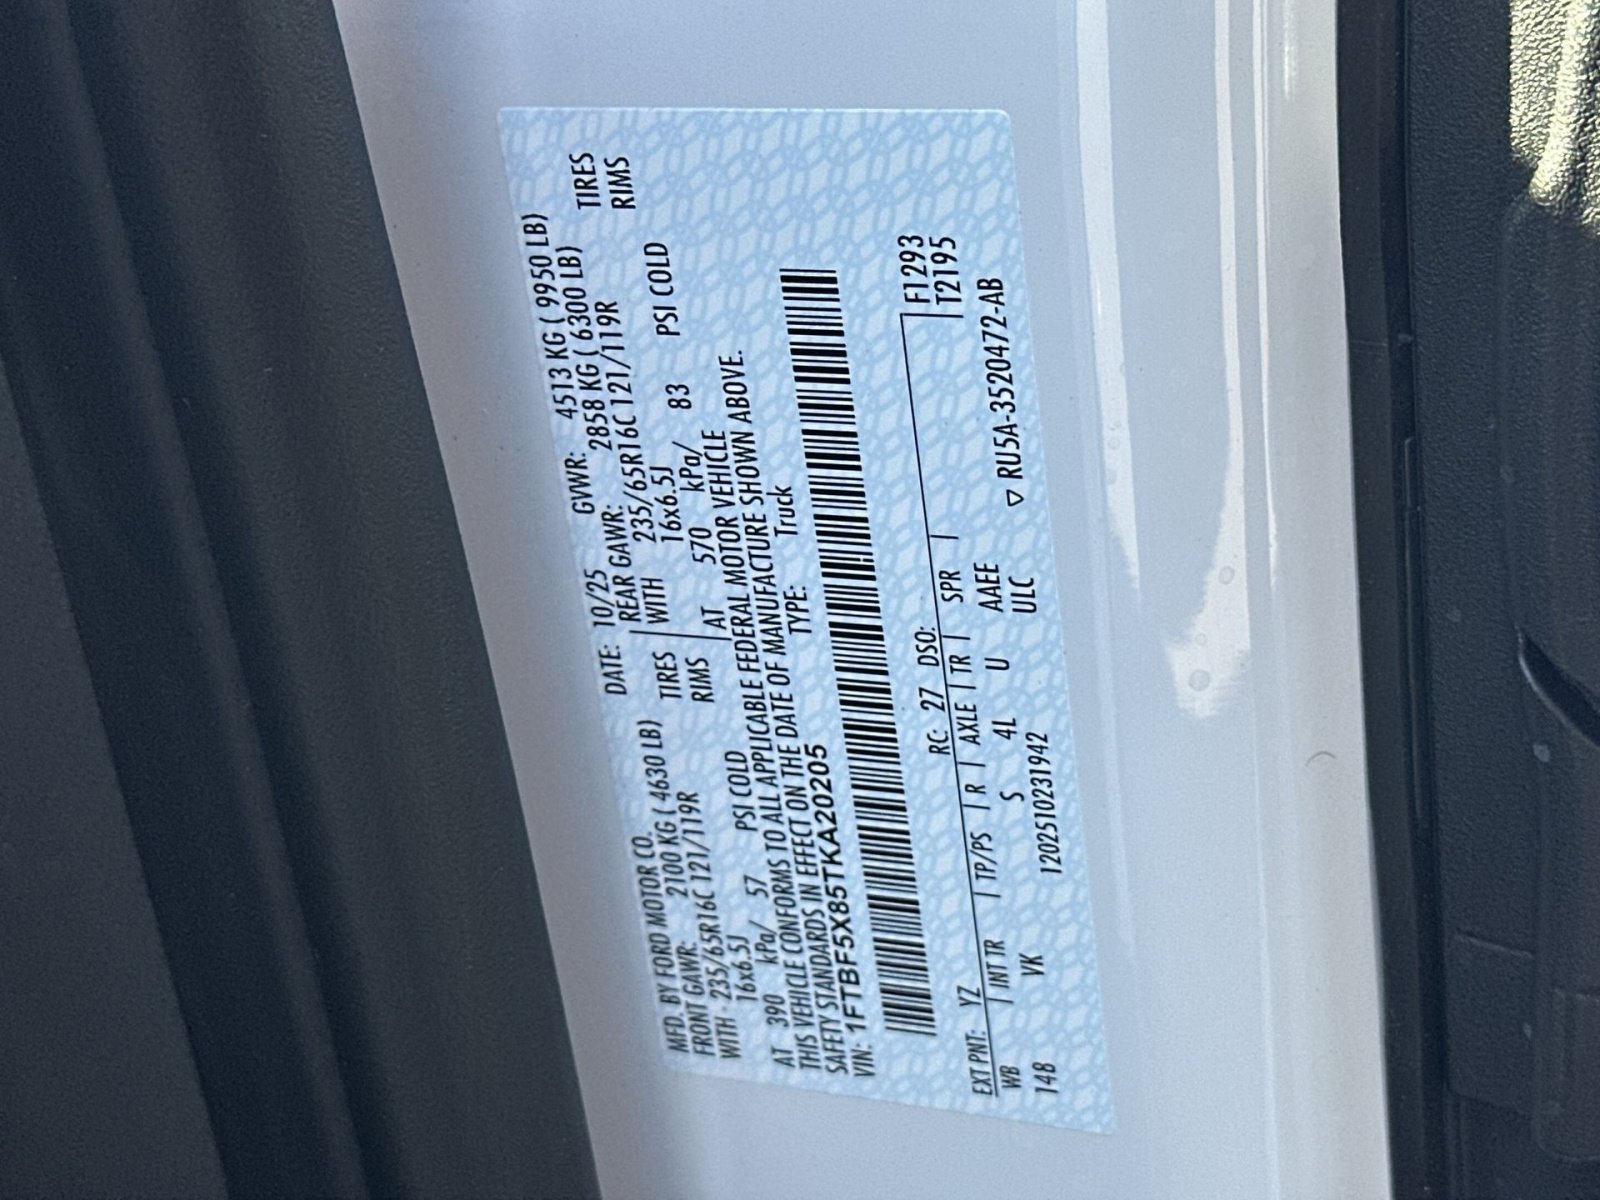 MFD. BY FORD MOTOR CO. DATE: 10/25 GVWR: 4513 KG ( 9950 LB)
FRONT GAWR: 2100 KG ( 4630 LB) REAR GAWR: 2858 KG ( 6300 LB)
WITH - 235/65R16C 121/119R TIRES WITH 235/65R16C 121/119R TIRES
16x6.5J RIMS 16x6.5J RIMS
AT 390 kPa/ 57 PSI COLD AT 570 kPa/ 83 PSI COLD
THIS VEHICLE CONFORMS TO ALL APPLICABLE FEDERAL MOTOR VEHICLE
SAFETY STANDARDS IN EFFECT ON THE DATE OF MANUFACTURE SHOWN ABOVE.
VIN: 1FTBF5X85TKA20205 TYPE: Truck
EXT PNT: YZ RC: 27 DSO: F1293
WB INT TR TP/PS R AXLE TR SPR T2195
148 VK S 4L U AAEE
120251023​1942 ULC ▽ RU5A-3520472-AB